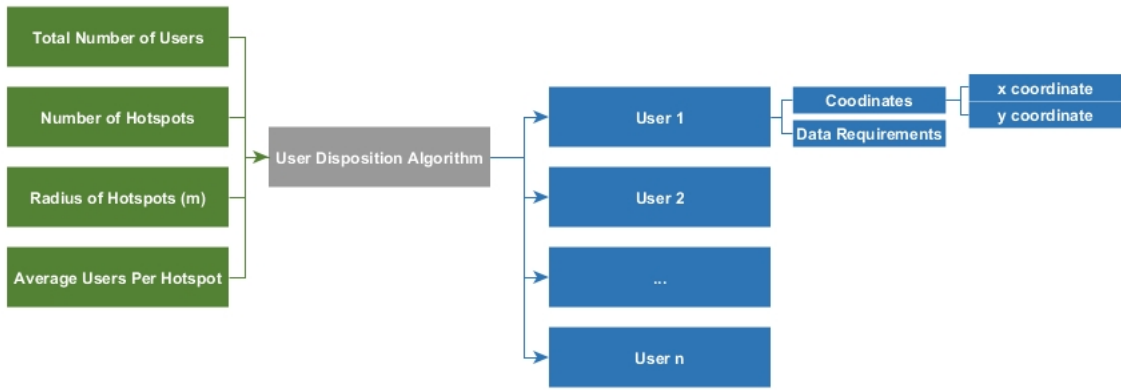 Total Number of Users
Number of Hotspots
Radius of Hotspots (m)
Average Users Per Hotspot
User Disposition Algorithm
User 1
User 2
...
User n
Coodinates
Data Requirements
x coordinate
y coordinate